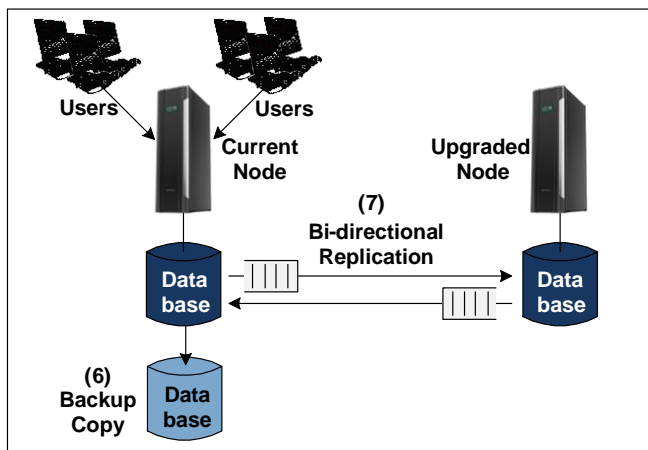 Users
Users
Current
Node
Upgraded
Node
(7)
Bi-directional
Replication
Data
base
Data
base
(6)
Backup
Copy
Data
base